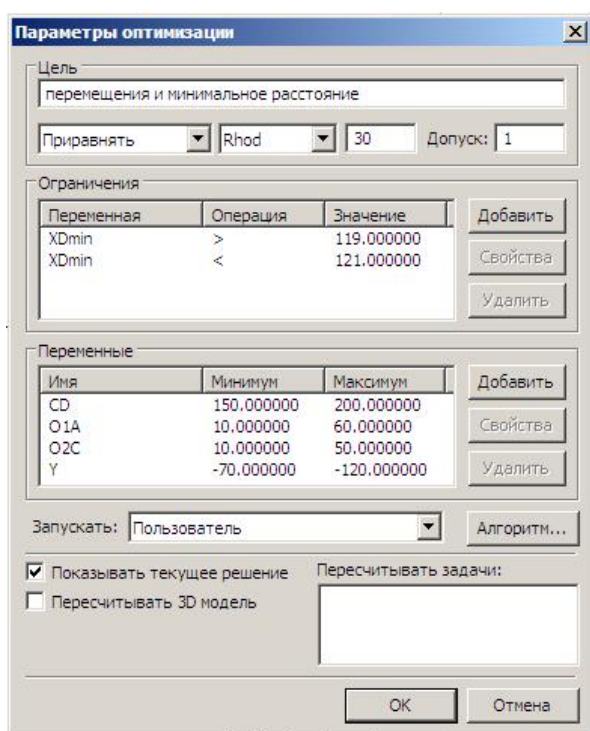 Параметры оптимизации
Цель
перемещения и минимальное расстояние
Приравнять Rhod 30 Допуск: 1
Ограничения
Переменная Операция Значение
XDmin > 119.000000
XDmin < 121.000000
Добавить
Свойства
Удалить
Переменные
Имя Минимум Максимум
CD 150.000000 200.000000
O1A 10.000000 60.000000
O2C 10.000000 50.000000
Y -70.000000 -120.000000
Добавить
Свойства
Удалить
Запускать: Пользователь Алгоритм...
Показывать текущее решение
Пересчитывать 3D модель
Пересчитывать задачи:
OK Отмена